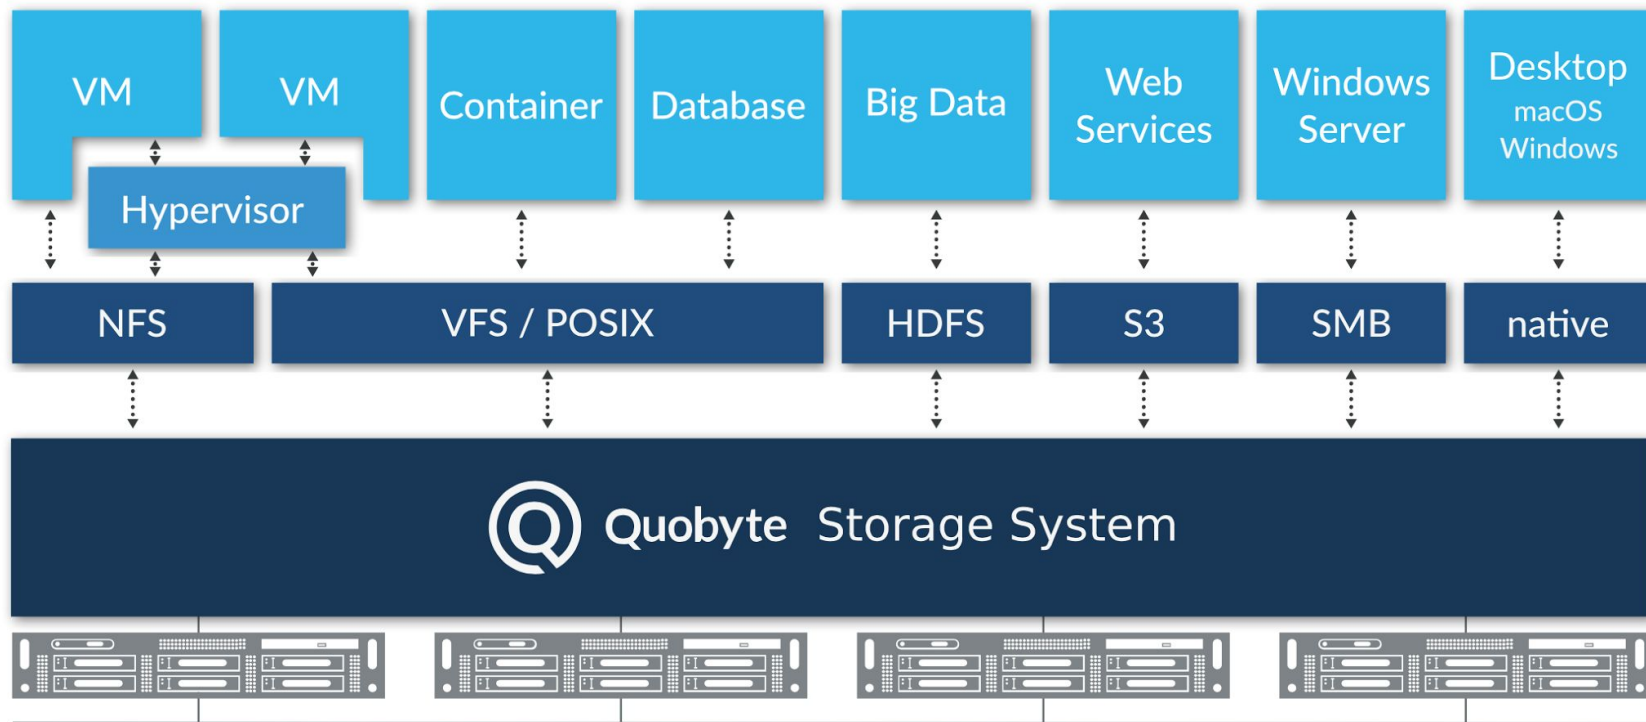 VM
VM
Container
Database
Big Data
Web
Services
Windows
Server
Desktop
macOS
Windows
Hypervisor
NFS
VFS / POSIX
HDFS
S3
SMB
native
Quobyte Storage System